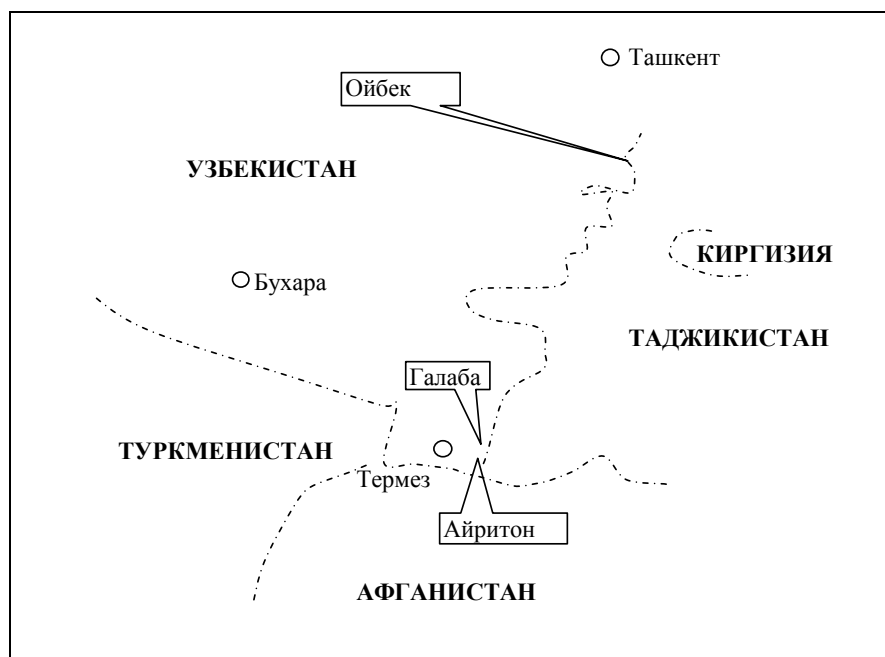 Ташкент
Ойбек
УЗБЕКИСТАН
КИРГИЗИЯ
Бухара
ТАДЖИКИСТАН
Галаба
ТУРКМЕНИСТАН
Термез
Айритон
АФГАНИСТАН